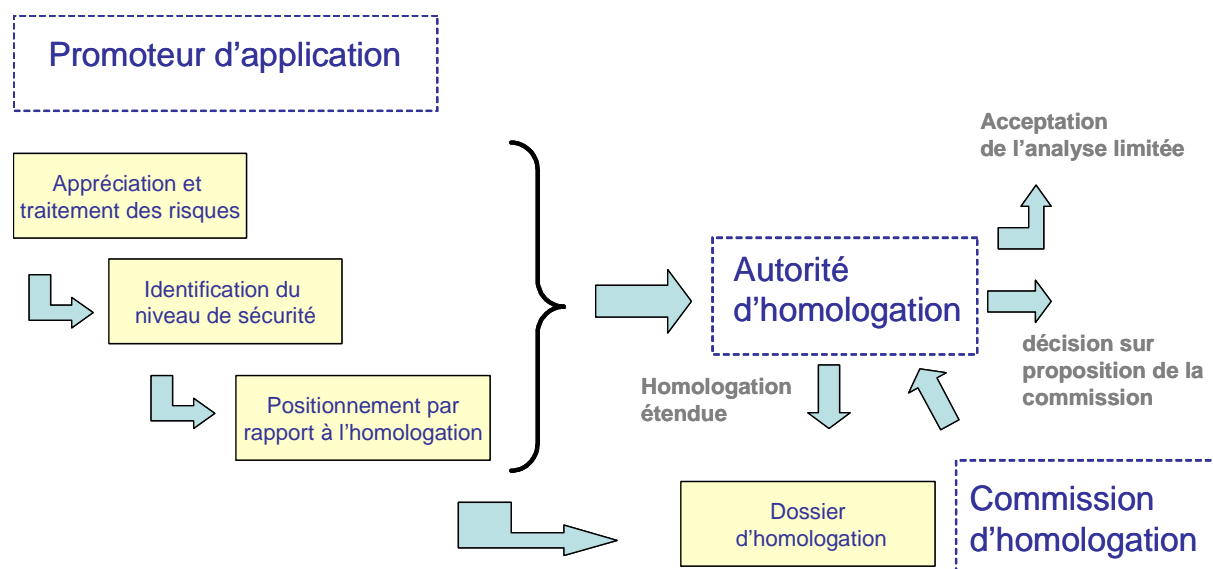 Promoteur d’application
Appréciation et
traitement des risques
Identification du
niveau de sécurité
Positionnement par
rapport à l’homologation
Acceptation
de l’analyse limitée
Autorité
d’homologation
décision sur
proposition de la
commission
Homologation
étendue
Dossier
d’homologation
Commission
d’homologation